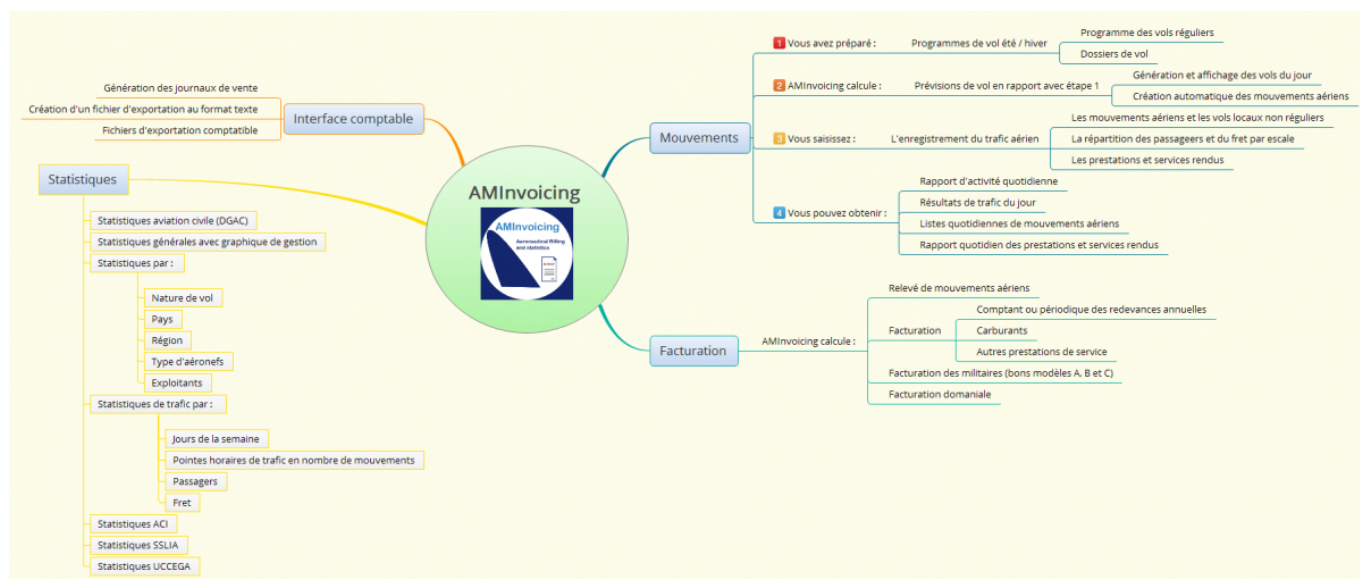 Génération des journaux de vente
Création d'un fichier d'exportation au format texte
Fichiers d'exportation comptatible
Interface comptable
Statistiques
Statistiques aviation civile (DGAC)
Statistiques générales avec graphique de gestion
Statistiques par :
Nature de vol
Pays
Région
Type d'aéronefs
Exploitants
Statistiques de trafic par :
Jours de la semaine
Pointes horaires de trafic en nombre de mouvements
Passagers
Fret
Statistiques ACI
Statistiques SSLIA
Statistiques UCCEGA
AMInvoicing
AMInvoicing
Aeronautical Billing
and statistics
Mouvements
1 Vous avez préparé :
Programmes de vol été / hiver
Programme des vols réguliers
Dossiers de vol
2 AMInvoicing calcule :
Prévisions de vol en rapport avec étape 1
Génération et affichage des vols du jour
Création automatique des mouvements aériens
3 Vous saisissez :
L'enregistrement du trafic aérien
Les mouvements aériens et les vols locaux non réguliers
La répartition des passageers et du fret par escale
Les prestations et services rendus
4 Vous pouvez obtenir :
Rapport d'activité quotidienne
Résultats de trafic du jour
Listes quotidiennes de mouvements aériens
Rapport quotidien des prestations et services rendus
Facturation
AMInvoicing calcule :
Relevé de mouvements aériens
Facturation
Comptant ou périodique des redevances annuelles
Carburants
Autres prestations de service
Facturation des militaires (bons modèles A, B et C)
Facturation domaniale